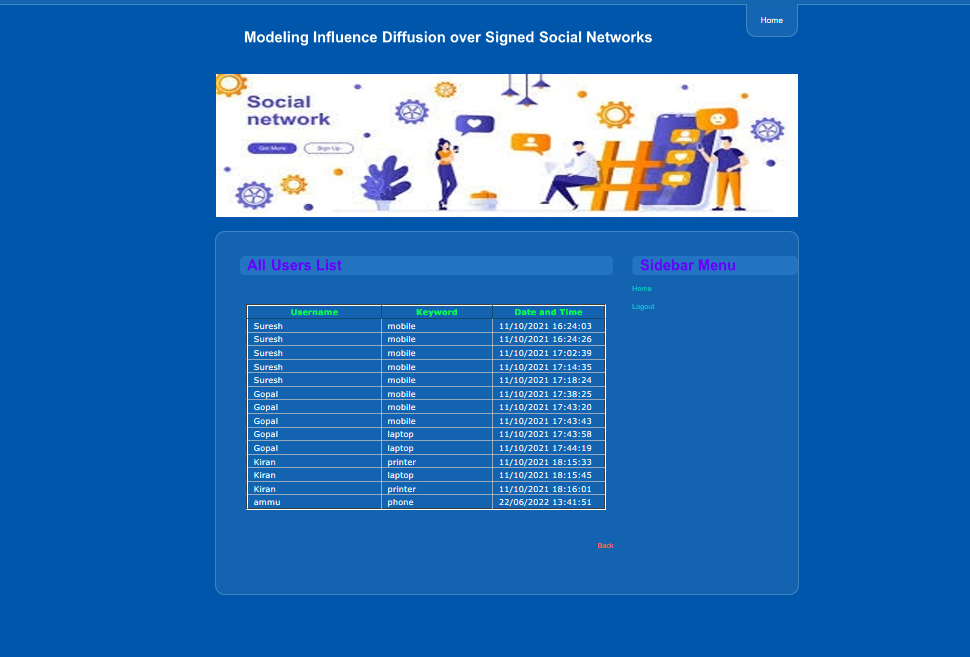 Home
Modeling Influence Diffusion over Signed Social Networks
Social
network
Get More Sign Up
All Users List
Sidebar Menu
Home
Logout
Username Keyword Date and Time
Suresh mobile 11/10/2021 16:24:03
Suresh mobile 11/10/2021 16:24:26
Suresh mobile 11/10/2021 17:02:39
Suresh mobile 11/10/2021 17:14:35
Suresh mobile 11/10/2021 17:18:24
Gopal mobile 11/10/2021 17:38:25
Gopal mobile 11/10/2021 17:43:20
Gopal mobile 11/10/2021 17:43:43
Gopal laptop 11/10/2021 17:43:58
Gopal laptop 11/10/2021 17:44:19
Kiran printer 11/10/2021 18:15:33
Kiran laptop 11/10/2021 18:15:45
Kiran printer 11/10/2021 18:16:01
ammu phone 22/06/2022 13:41:51
Back